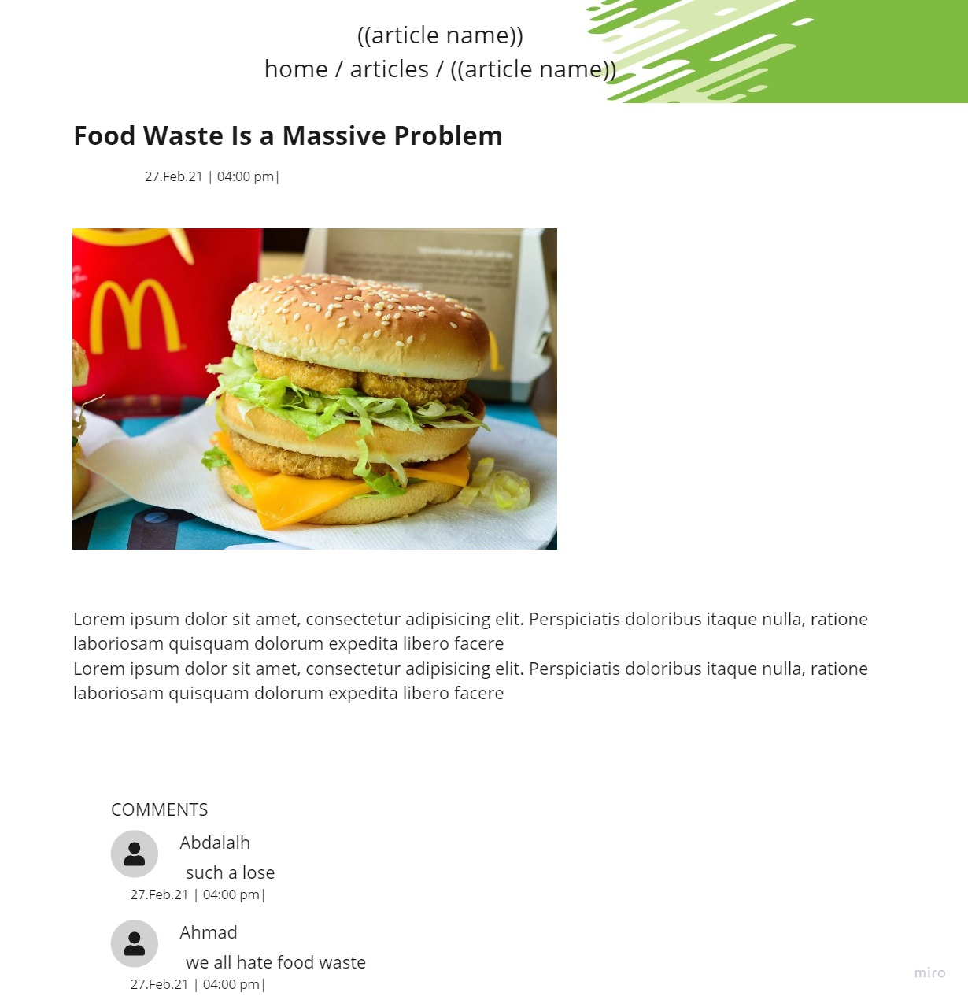 ((article name))
home / articles / ((article name))
Food Waste Is a Massive Problem
27.Feb.21 | 04:00 pm|
Lorem ipsum dolor sit amet, consectetur adipisicing elit. Perspiciatis doloribus itaque nulla, ratione
laboriosam quisquam dolorum expedita libero facere
Lorem ipsum dolor sit amet, consectetur adipisicing elit. Perspiciatis doloribus itaque nulla, ratione
laboriosam quisquam dolorum expedita libero facere
COMMENTS
Abdalalh
such a lose
27.Feb.21 | 04:00 pm|
Ahmad
we all hate food waste
27.Feb.21 | 04:00 pm|
miro